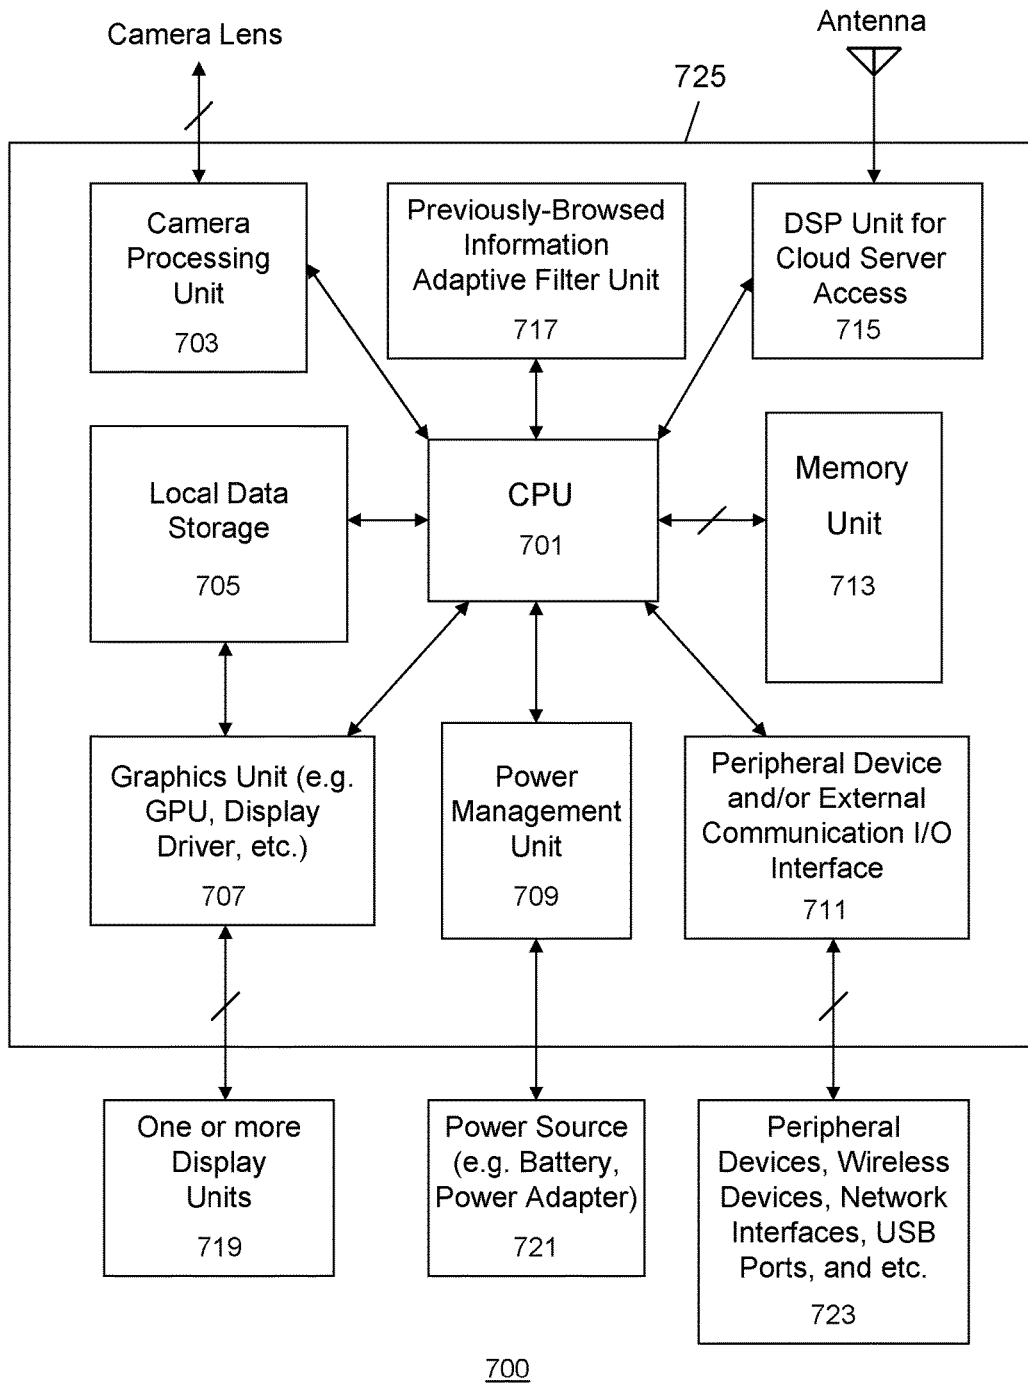 Camera Lens
Antenna
725
Camera
Processing
Unit
703
Previously-Browsed
Information
Adaptive Filter Unit
717
DSP Unit for
Cloud Server
Access
715
Local Data
Storage
705
CPU
701
Memory
Unit
713
Graphics Unit (e.g.
GPU, Display
Driver, etc.)
707
Power
Management
Unit
709
Peripheral Device
and/or External
Communication I/O
Interface
711
One or more
Display
Units
719
Power Source
(e.g. Battery,
Power Adapter)
721
Peripheral
Devices, Wireless
Devices, Network
Interfaces, USB
Ports, and etc.
723
700